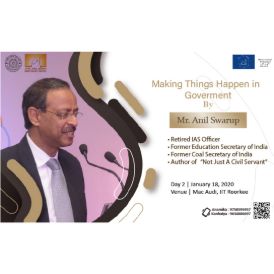 Making Things Happen in
Goverment
By
Mr. Anil Swarup
• Retired IAS Officer
• Former Education Secretary of India
• Former Coal Secretary of India
• Author of "Not Just A Civil Servant"
Day 2 | January 18, 2020
Venue | Mac Audi, IIT Roorkee